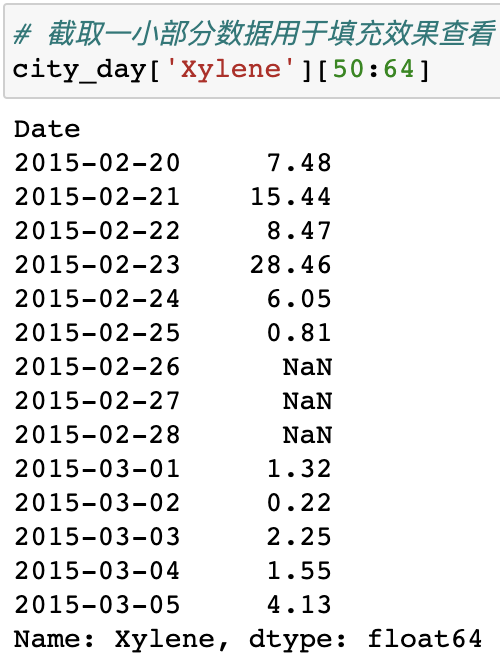 # 截取一小部分数据用于填充效果查看
city_day['Xylene'][50:64]
Date
2015-02-20     7.48
2015-02-21    15.44
2015-02-22     8.47
2015-02-23    28.46
2015-02-24     6.05
2015-02-25     0.81
2015-02-26      NaN
2015-02-27      NaN
2015-02-28      NaN
2015-03-01     1.32
2015-03-02     0.22
2015-03-03     2.25
2015-03-04     1.55
2015-03-05     4.13
Name: Xylene, dtype: float64